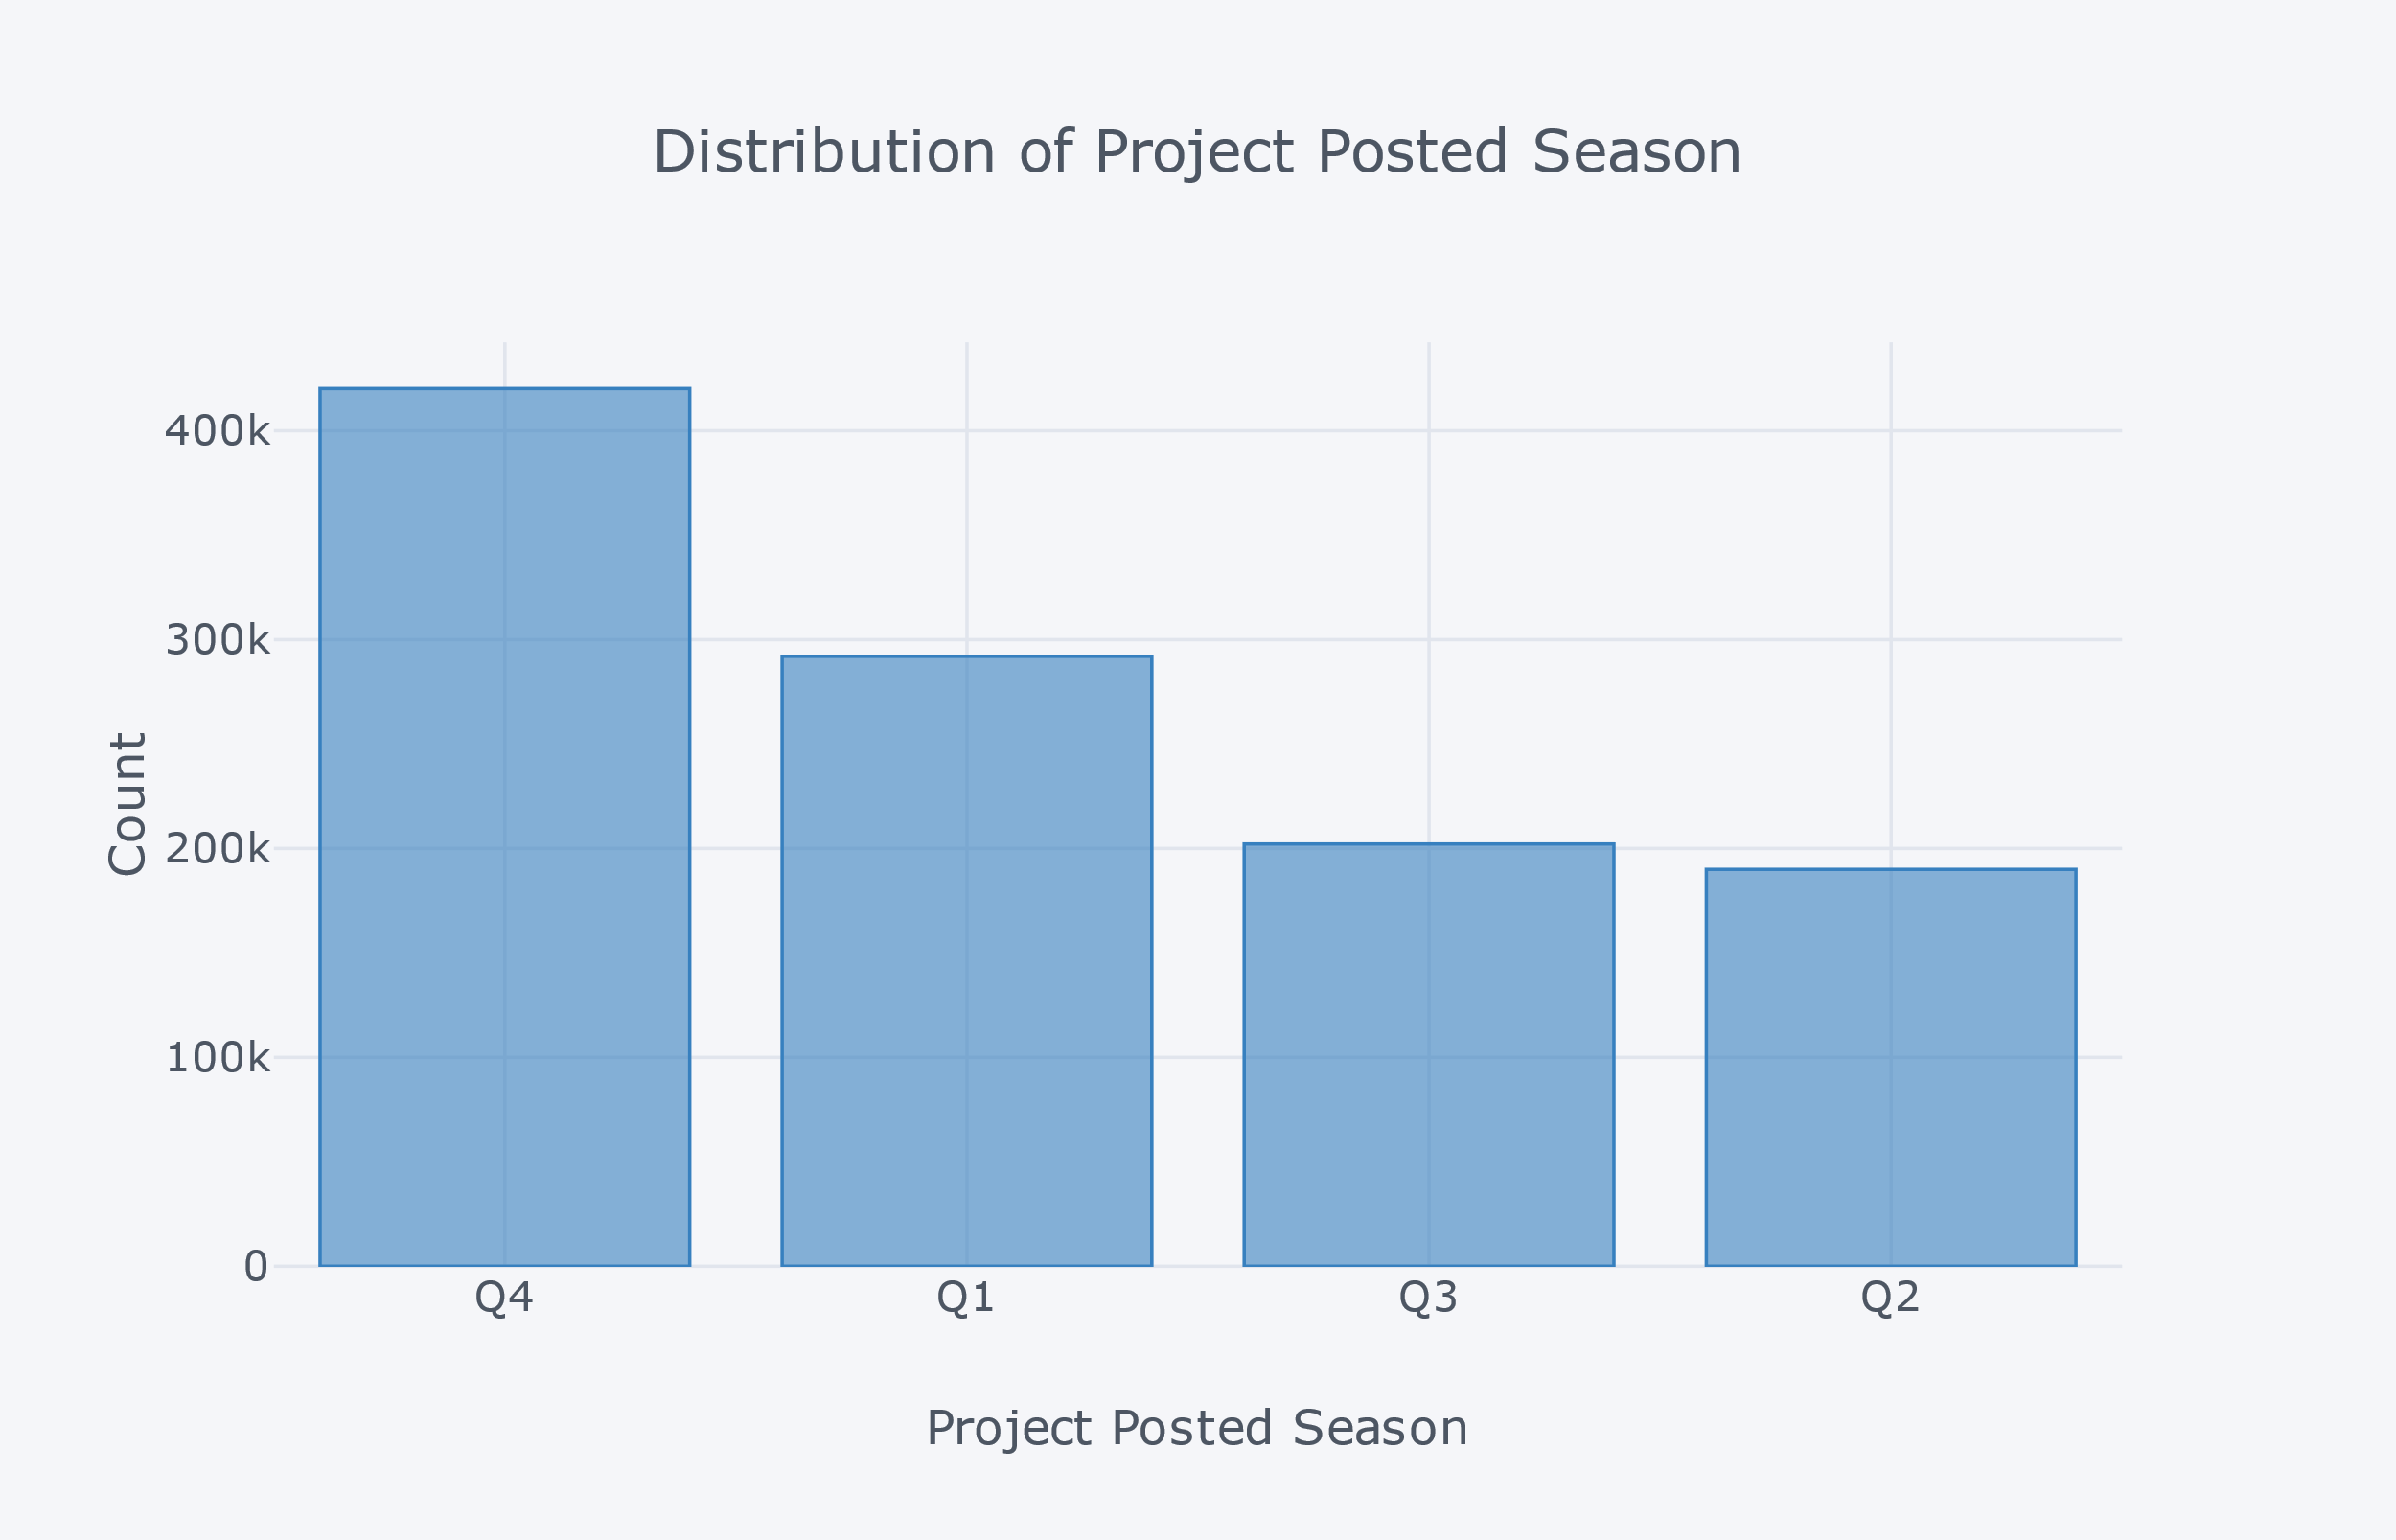 Distribution of Project Posted Season
Count
400k
300k
200k
100k
0
Q4
Q1
Q3
Q2
Project Posted Season